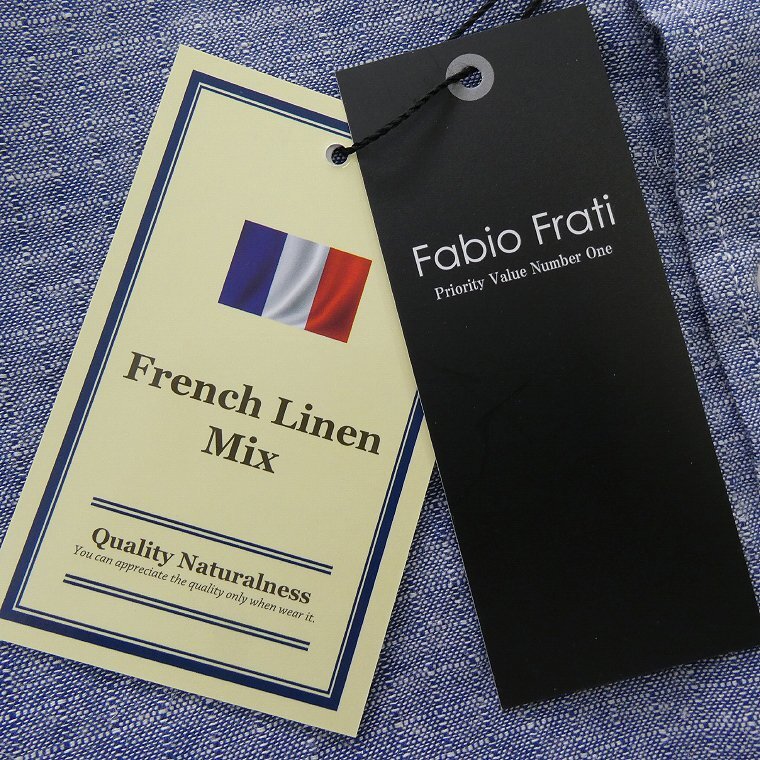 French Linen
Mix
Quality Naturalness
You can appreciate the quality only when wear it.
Fabio Frati
Priority Value Number One